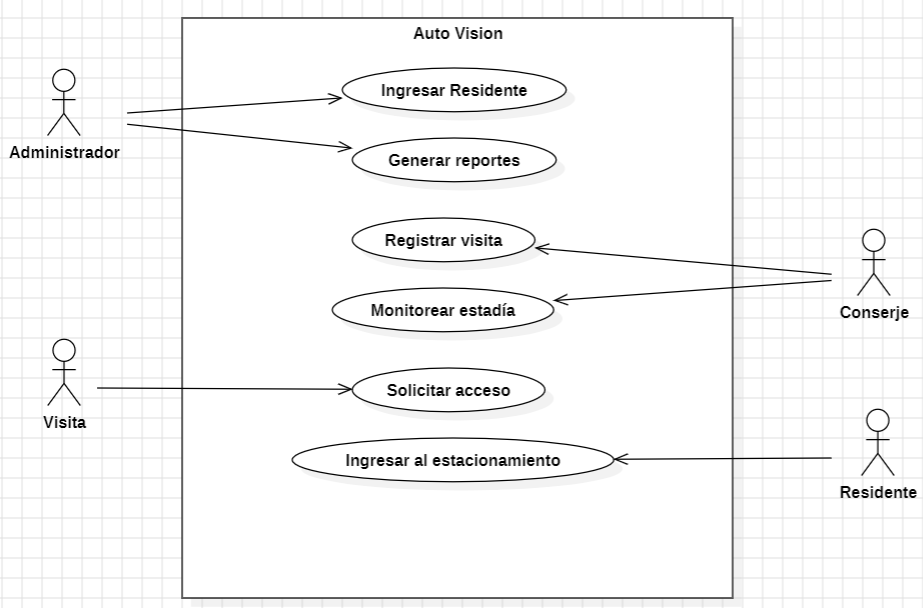 Auto Vision
Ingresar Residente
Administrador
Generar reportes
Registrar visita
Monitorear estadía
Conserje
Solicitar acceso
Visita
Ingresar al estacionamiento
Residente